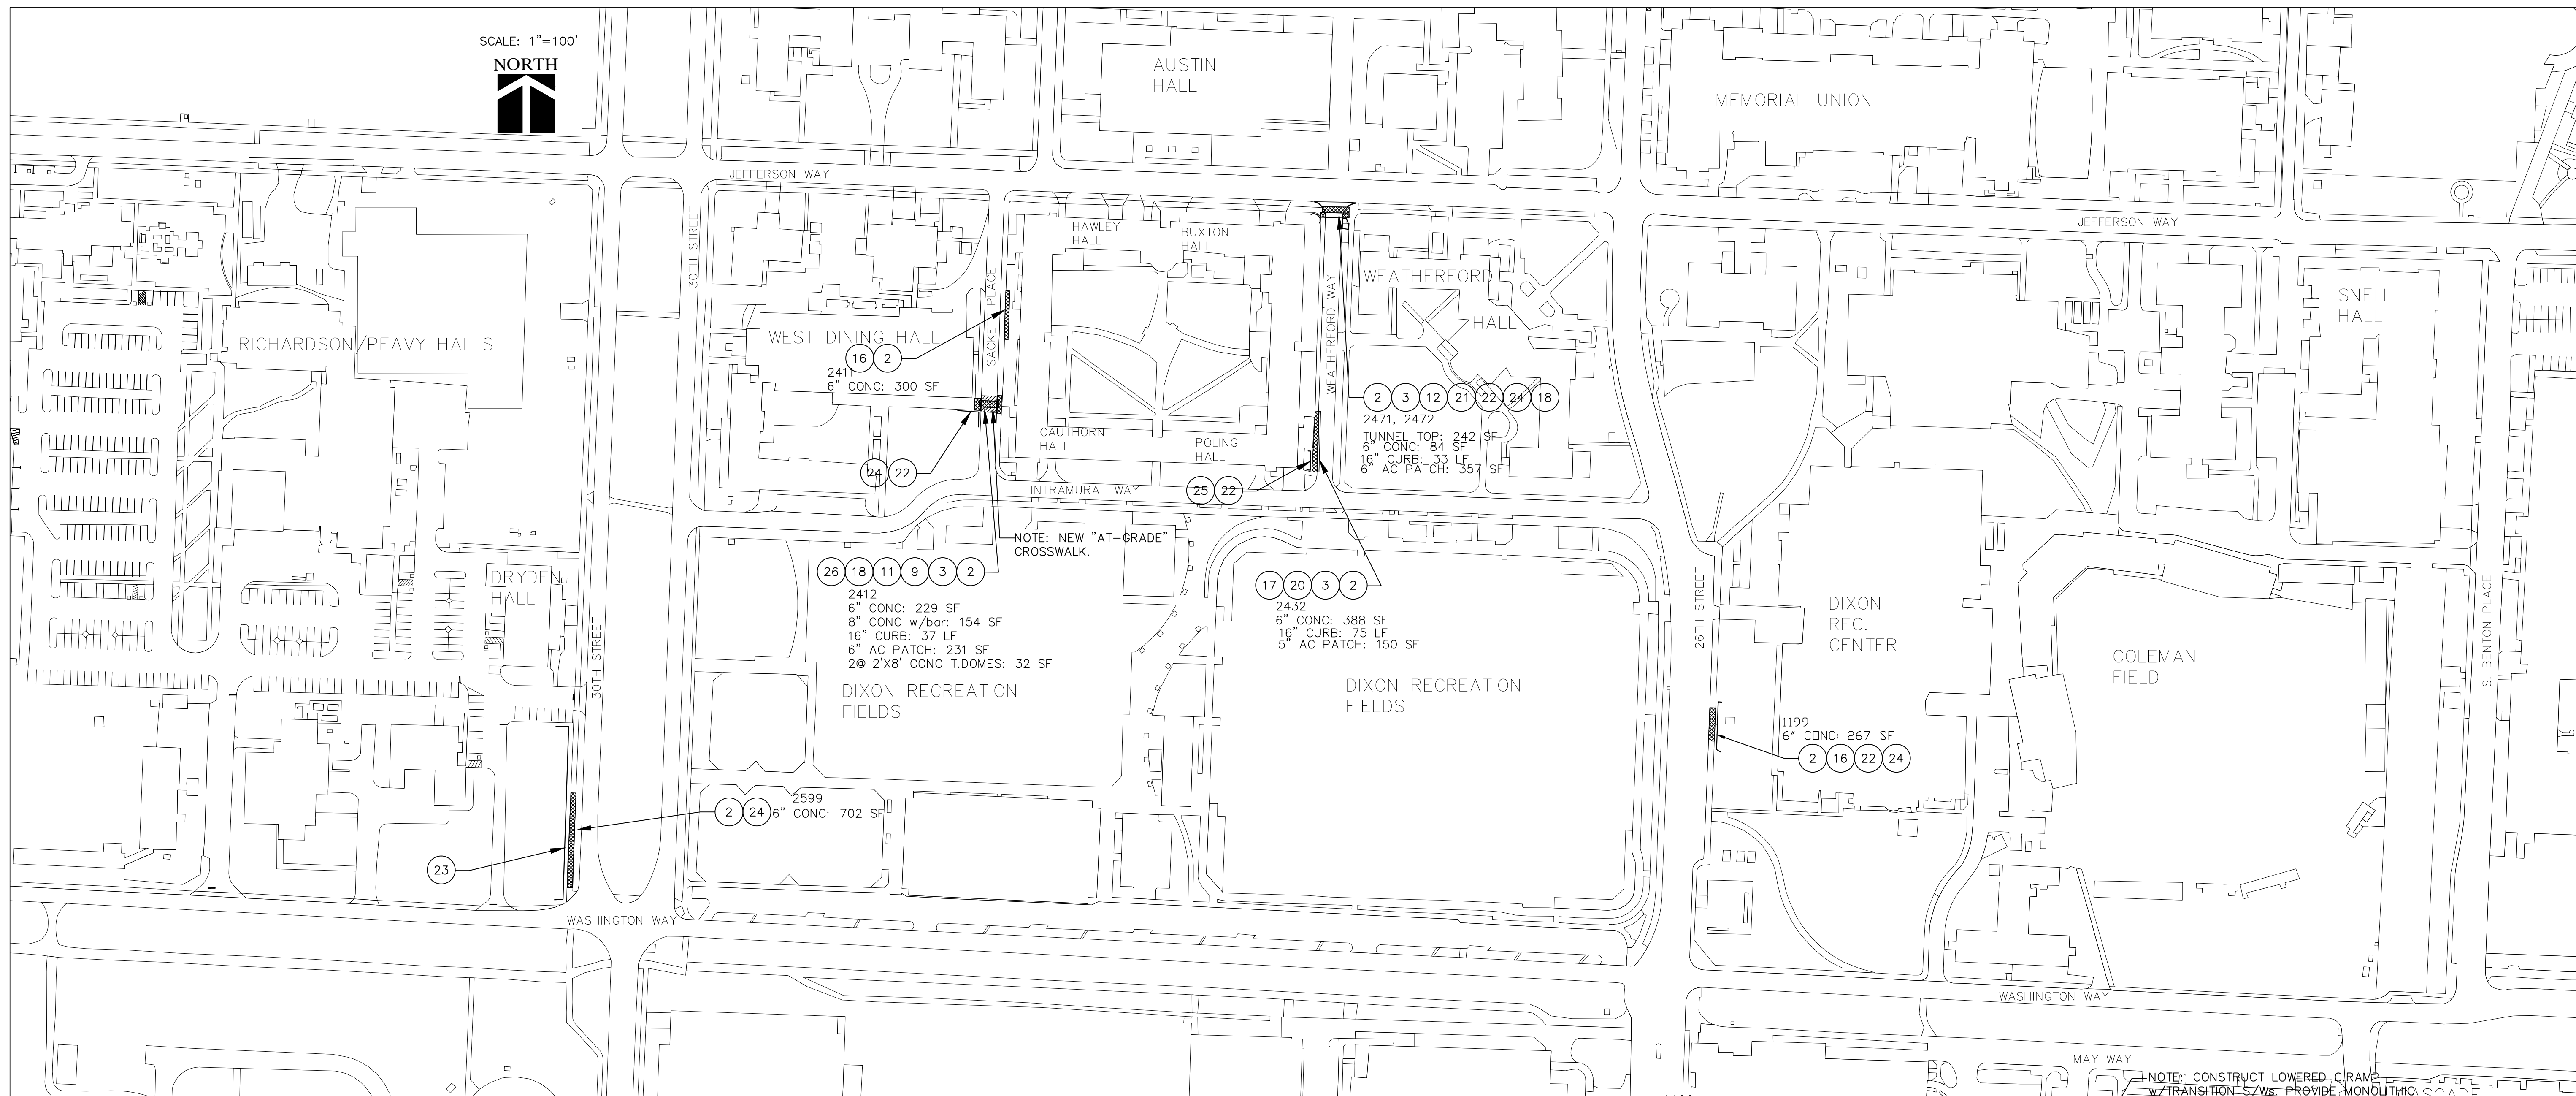 SCALE: 1"=100'
NORTH
AUSTIN
HALL
MEMORIAL UNION
JEFFERSON WAY
JEFFERSON WAY
30TH STREET
HAWLEY
HALL
BUXTON
HALL
SACKETT PLACE
WEATHERFORD WAY
WEATHERFORD
HALL
SNELL
HALL
RICHARDSON/PEAVY HALLS
WEST DINING HALL
16 2
2411
6" CONC: 300 SF
2 3 12 21 22 24 18
2471, 2472
TUNNEL TOP: 242 SF
6" CONC: 84 SF
16" CURB: 33 LF
6" AC PATCH: 357 SF
CAUTHORN
HALL
POLING
HALL
24 22
25 22
INTRAMURAL WAY
NOTE: NEW "AT-GRADE"
CROSSWALK.
26 18 11 9 3 2
2412
6" CONC: 229 SF
8" CONC w/bar: 154 SF
16" CURB: 37 LF
6" AC PATCH: 231 SF
2@ 2'X8' CONC T.DOMES: 32 SF
17 20 3 2
2432
6" CONC: 388 SF
16" CURB: 75 LF
5" AC PATCH: 150 SF
DRYDEN
HALL
30TH STREET
26TH STREET
DIXON
REC.
CENTER
S. BENTON PLACE
COLEMAN
FIELD
DIXON RECREATION
FIELDS
DIXON RECREATION
FIELDS
1199
6" CONC: 267 SF
2 16 22 24
2599
2 24 6" CONC: 702 SF
23
WASHINGTON WAY
WASHINGTON WAY
MAY WAY
NOTE: CONSTRUCT LOWERED C.RAMP
w/TRANSITION S/Ws. PROVIDE MONOLITHIC